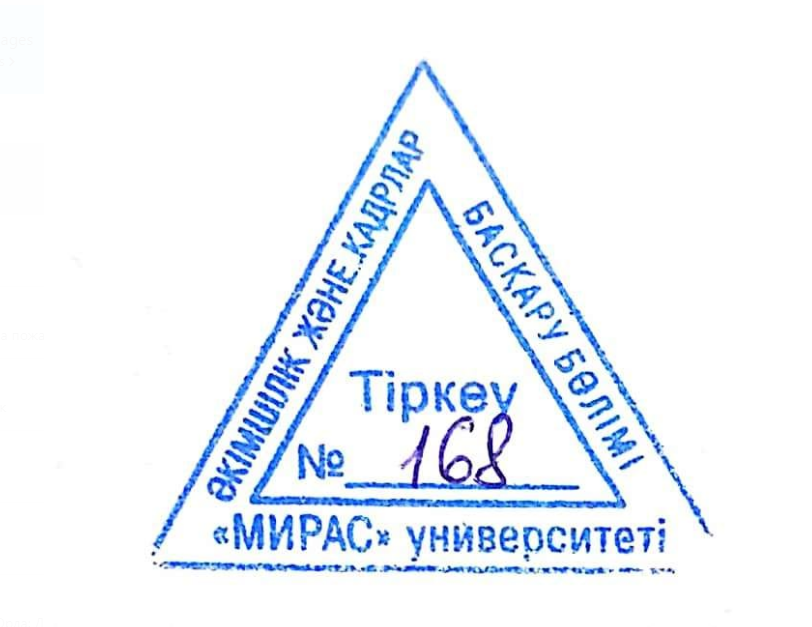 ӘКІМШІЛІК ЖӘНЕ КАДРЛАР
БАСҚАРУ БӨЛІМІ
Тіркеу
№ 168
«МИРАС» университеті